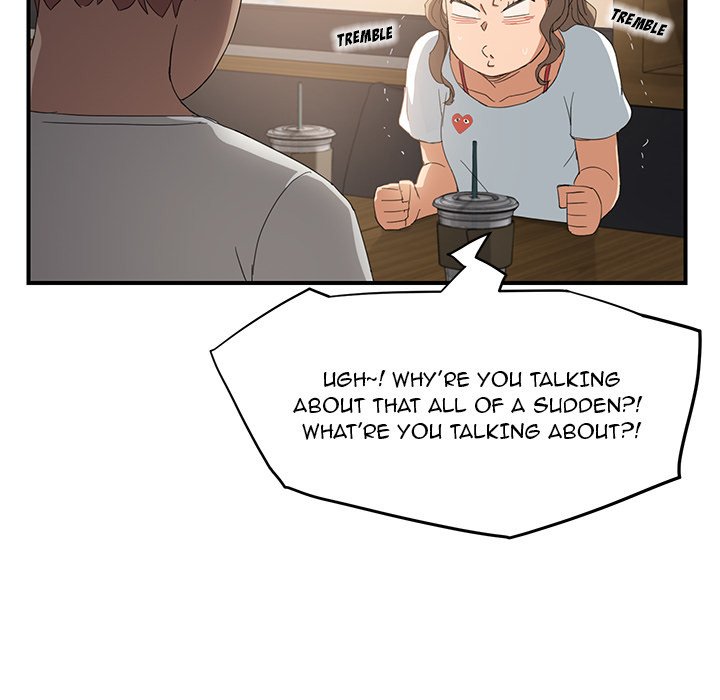 TREMBLE
TREMBLE
UGH~! WHY'RE YOU TALKING
ABOUT THAT ALL OF A SUDDEN?!
WHAT'RE YOU TALKING ABOUT?!